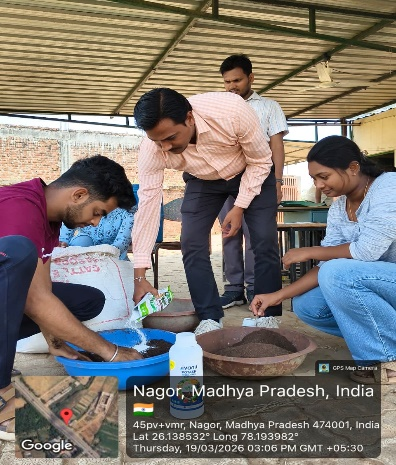 GPS Map Camera
Nagor, Madhya Pradesh, India
45pv+vmr, Nagor, Madhya Pradesh 474001, India
Lat 26.138532° Long 78.193982°
Thursday, 19/03/2026 03:06 PM GMT +05:30
Google